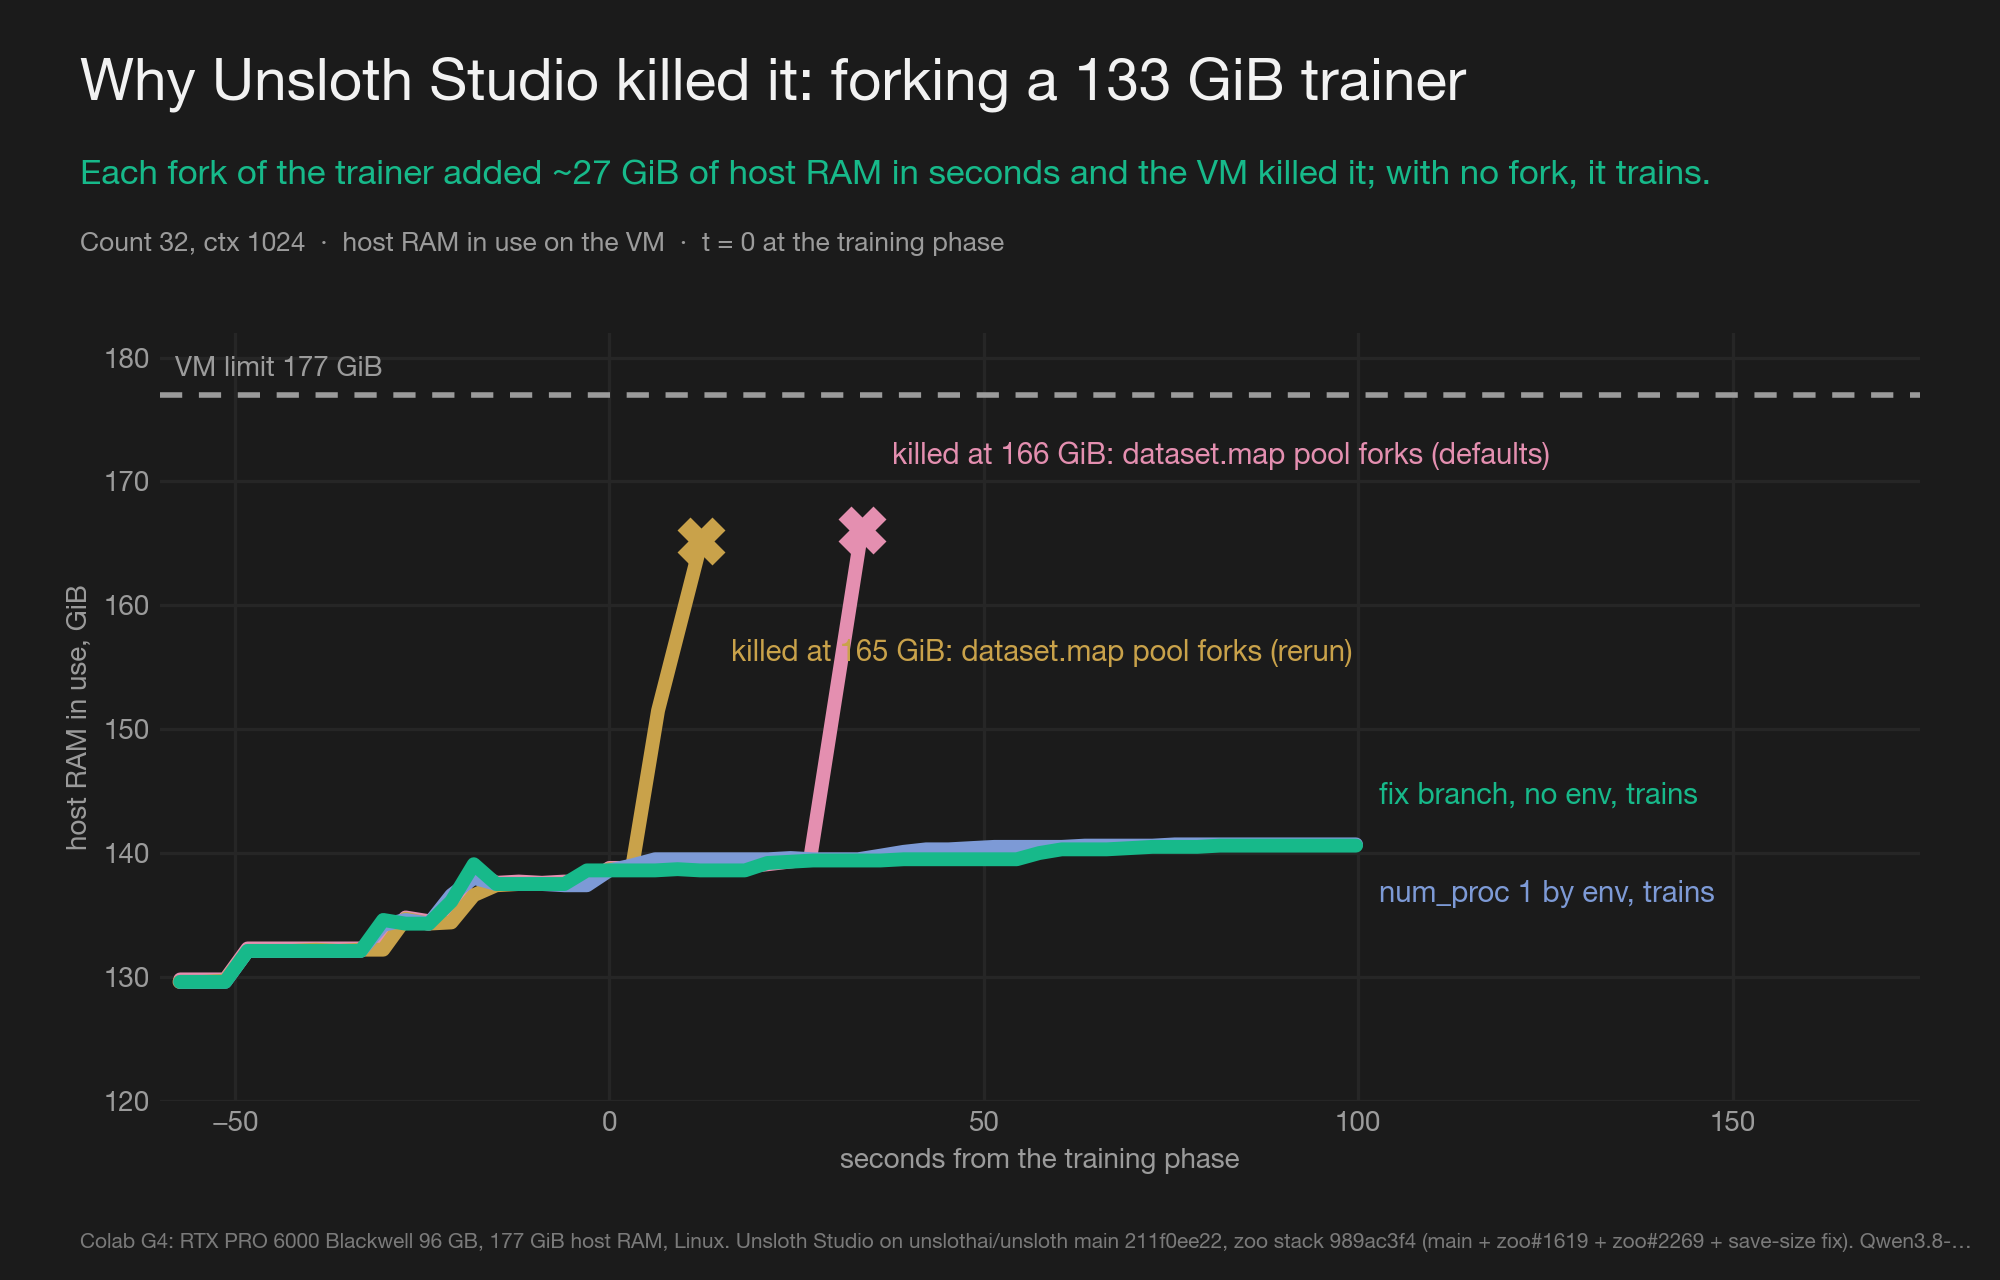 Why Unsloth Studio killed it: forking a 133 GiB trainer
Each fork of the trainer added ~27 GiB of host RAM in seconds and the VM killed it; with no fork, it trains.
Count 32, ctx 1024 · host RAM in use on the VM · t = 0 at the training phase
180
VM limit 177 GiB
killed at 166 GiB: dataset.map pool forks (defaults)
170
160
killed at 165 GiB: dataset.map pool forks (rerun)
150
fix branch, no env, trains
140
num_proc 1 by env, trains
130
120
host RAM in use, GiB
−50 0 50 100 150
seconds from the training phase
Colab G4: RTX PRO 6000 Blackwell 96 GB, 177 GiB host RAM, Linux. Unsloth Studio on unslothai/unsloth main 211f0ee22, zoo stack 989ac3f4 (main + zoo#1619 + zoo#2269 + save-size fix). Qwen3.8-…